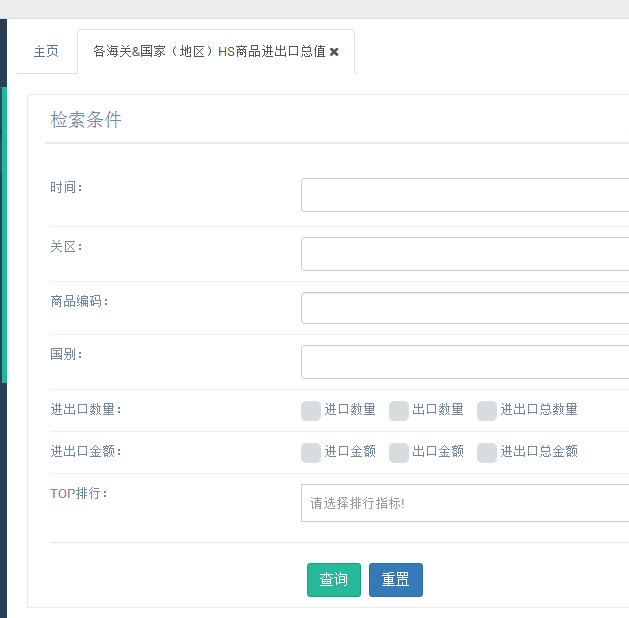 主页 各海关&国家（地区）HS商品进出口总值 ✖
检索条件
时间：
关区：
商品编码：
国别：
进出口数量： 进口数量 出口数量 进出口总数量
进出口金额： 进口金额 出口金额 进出口总金额
TOP排行： 请选择排行指标!
查询 重置